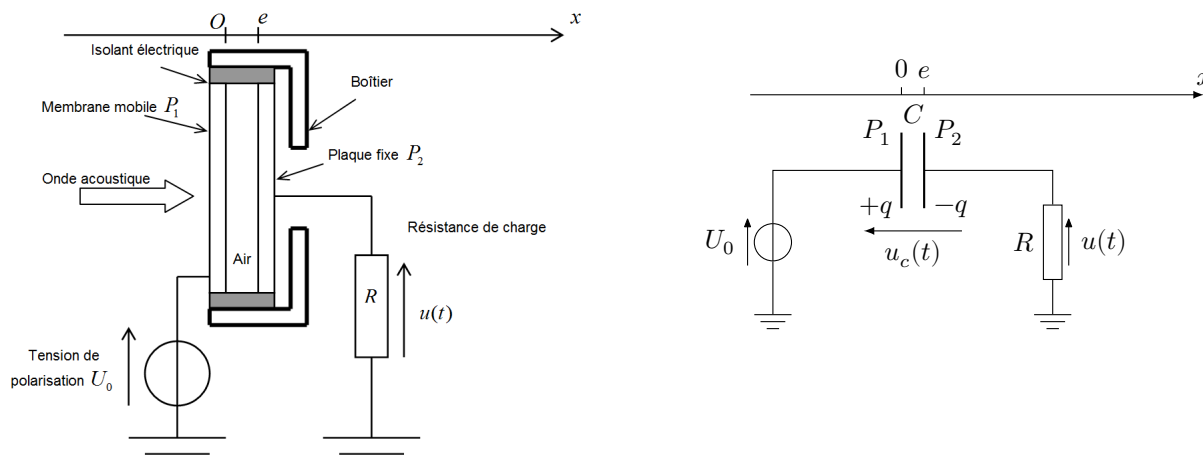 O e x
Isolant électrique
Boîtier
Membrane mobile P₁
Plaque fixe P₂
Onde acoustique
Résistance de charge
Air
R
u(t)
Tension de
polarisation U₀
0 e x
C
P₁ P₂
+q −q
U₀ R u(t)
u_c(t)